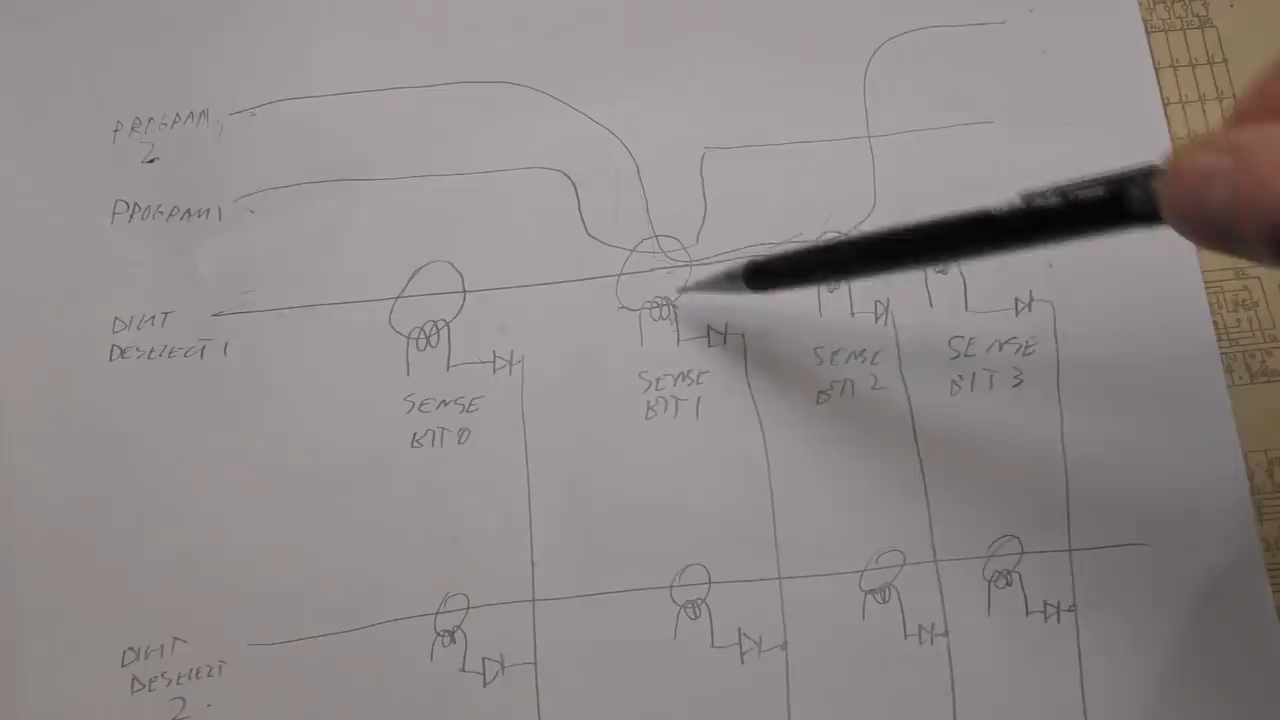 PROGRAM
2
PROGRAM 1
DIGIT
DESELECT 1
SENSE
BIT 0
SENSE
BIT 1
SENSE
BIT 2
SENSE
BIT 3
DIGIT
DESELECT
2